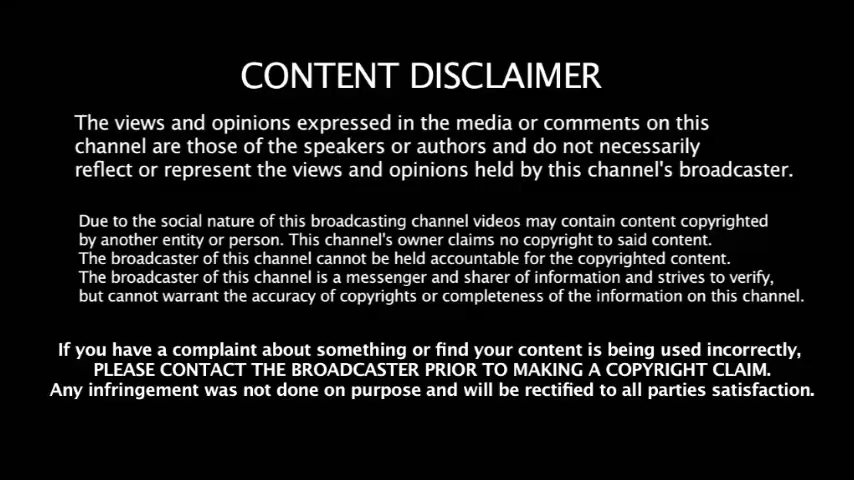 CONTENT DISCLAIMER
The views and opinions expressed in the media or comments on this
channel are those of the speakers or authors and do not necessarily
reflect or represent the views and opinions held by this channel's broadcaster.
Due to the social nature of this broadcasting channel videos may contain content copyrighted
by another entity or person. This channel's owner claims no copyright to said content.
The broadcaster of this channel cannot be held accountable for the copyrighted content.
The broadcaster of this channel is a messenger and sharer of information and strives to verify,
but cannot warrant the accuracy of copyrights or completeness of the information on this channel.
If you have a complaint about something or find your content is being used incorrectly,
PLEASE CONTACT THE BROADCASTER PRIOR TO MAKING A COPYRIGHT CLAIM.
Any infringement was not done on purpose and will be rectified to all parties satisfaction.